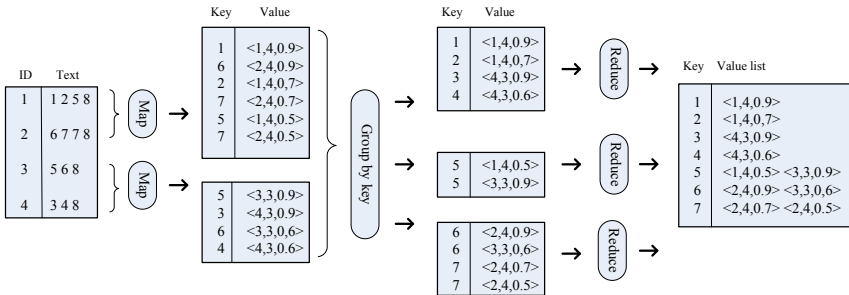 ID Text
1 1 2 5 8
2 6 7 7 8
3 5 6 8
4 3 4 8
Map
Map
Key Value
1 <1,4,0.9>
6 <2,4,0.9>
2 <1,4,0,7>
7 <2,4,0.7>
5 <1,4,0.5>
7 <2,4,0.5>
5 <3,3,0.9>
3 <4,3,0.9>
6 <3,3,0.6>
4 <4,3,0.6>
Group by key
Key Value
1 <1,4,0.9>
2 <1,4,0,7>
3 <4,3,0.9>
4 <4,3,0.6>
5 <1,4,0.5>
5 <3,3,0.9>
6 <2,4,0.9>
6 <3,3,0,6>
7 <2,4,0.7>
7 <2,4,0.5>
Reduce
Reduce
Reduce
Key Value list
1 <1,4,0.9>
2 <1,4,0,7>
3 <4,3,0.9>
4 <4,3,0.6>
5 <1,4,0.5> <3,3,0.9>
6 <2,4,0.9> <3,3,0.6>
7 <2,4,0.7> <2,4,0.5>